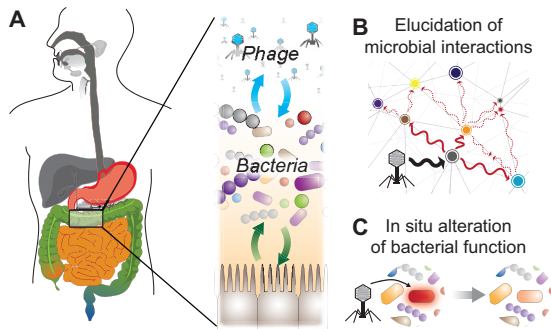 A
Phage
Bacteria
B
Elucidation of
microbial interactions
C
In situ alteration
of bacterial function